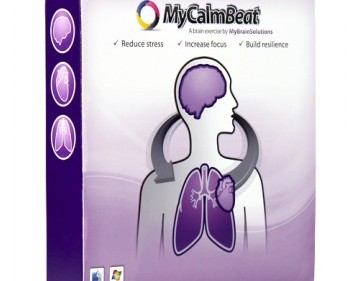 MyCalmBeat
A brain exercise by MyBrainSolutions
✓ Reduce stress ✓ Increase focus ✓ Build resilience